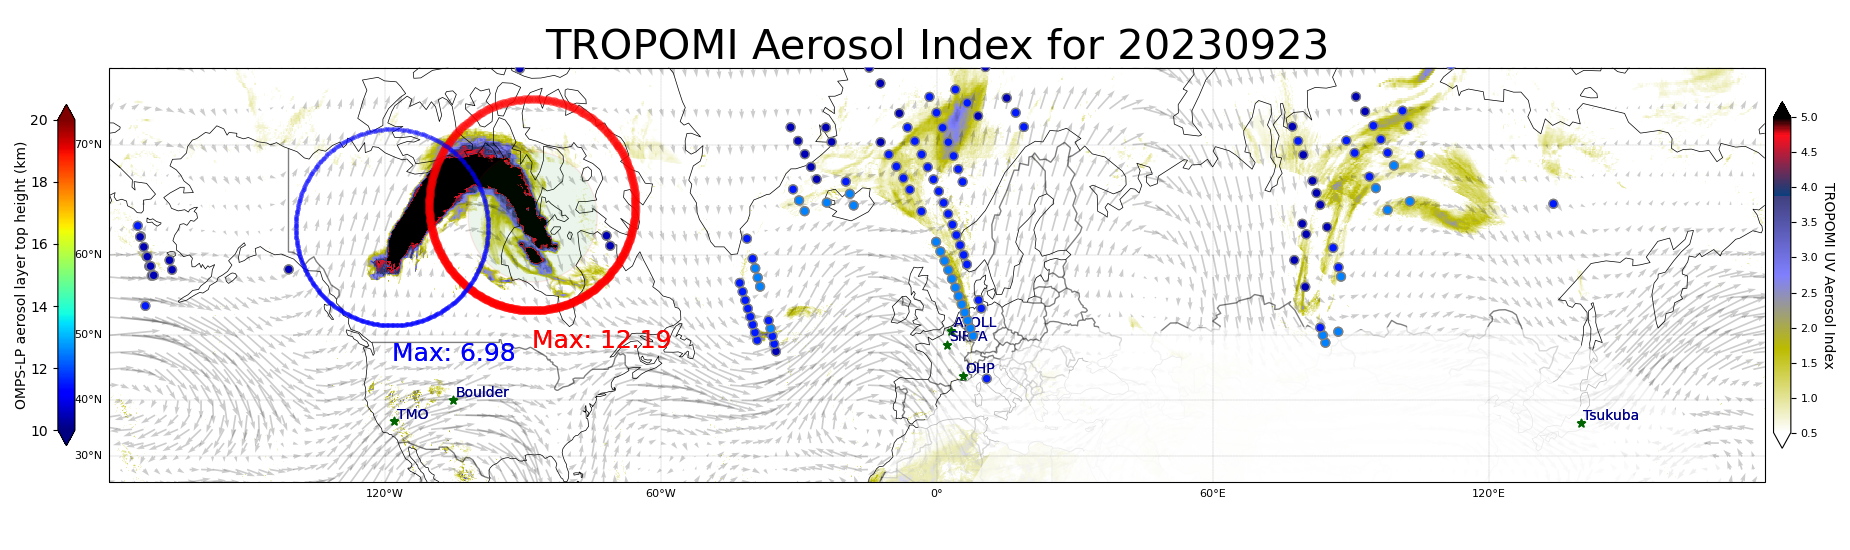 TROPOMI Aerosol Index for 20230923
OMPS-LP aerosol layer top height (km)
20
18
16
14
12
10
70°N
60°N
50°N
40°N
30°N
120°W
60°W
0°
60°E
120°E
Max: 6.98
Max: 12.19
Boulder
TMO
OHP
Tsukuba
5.0
4.5
4.0
3.5
3.0
2.5
2.0
1.5
1.0
0.5
TROPOMI UV Aerosol Index